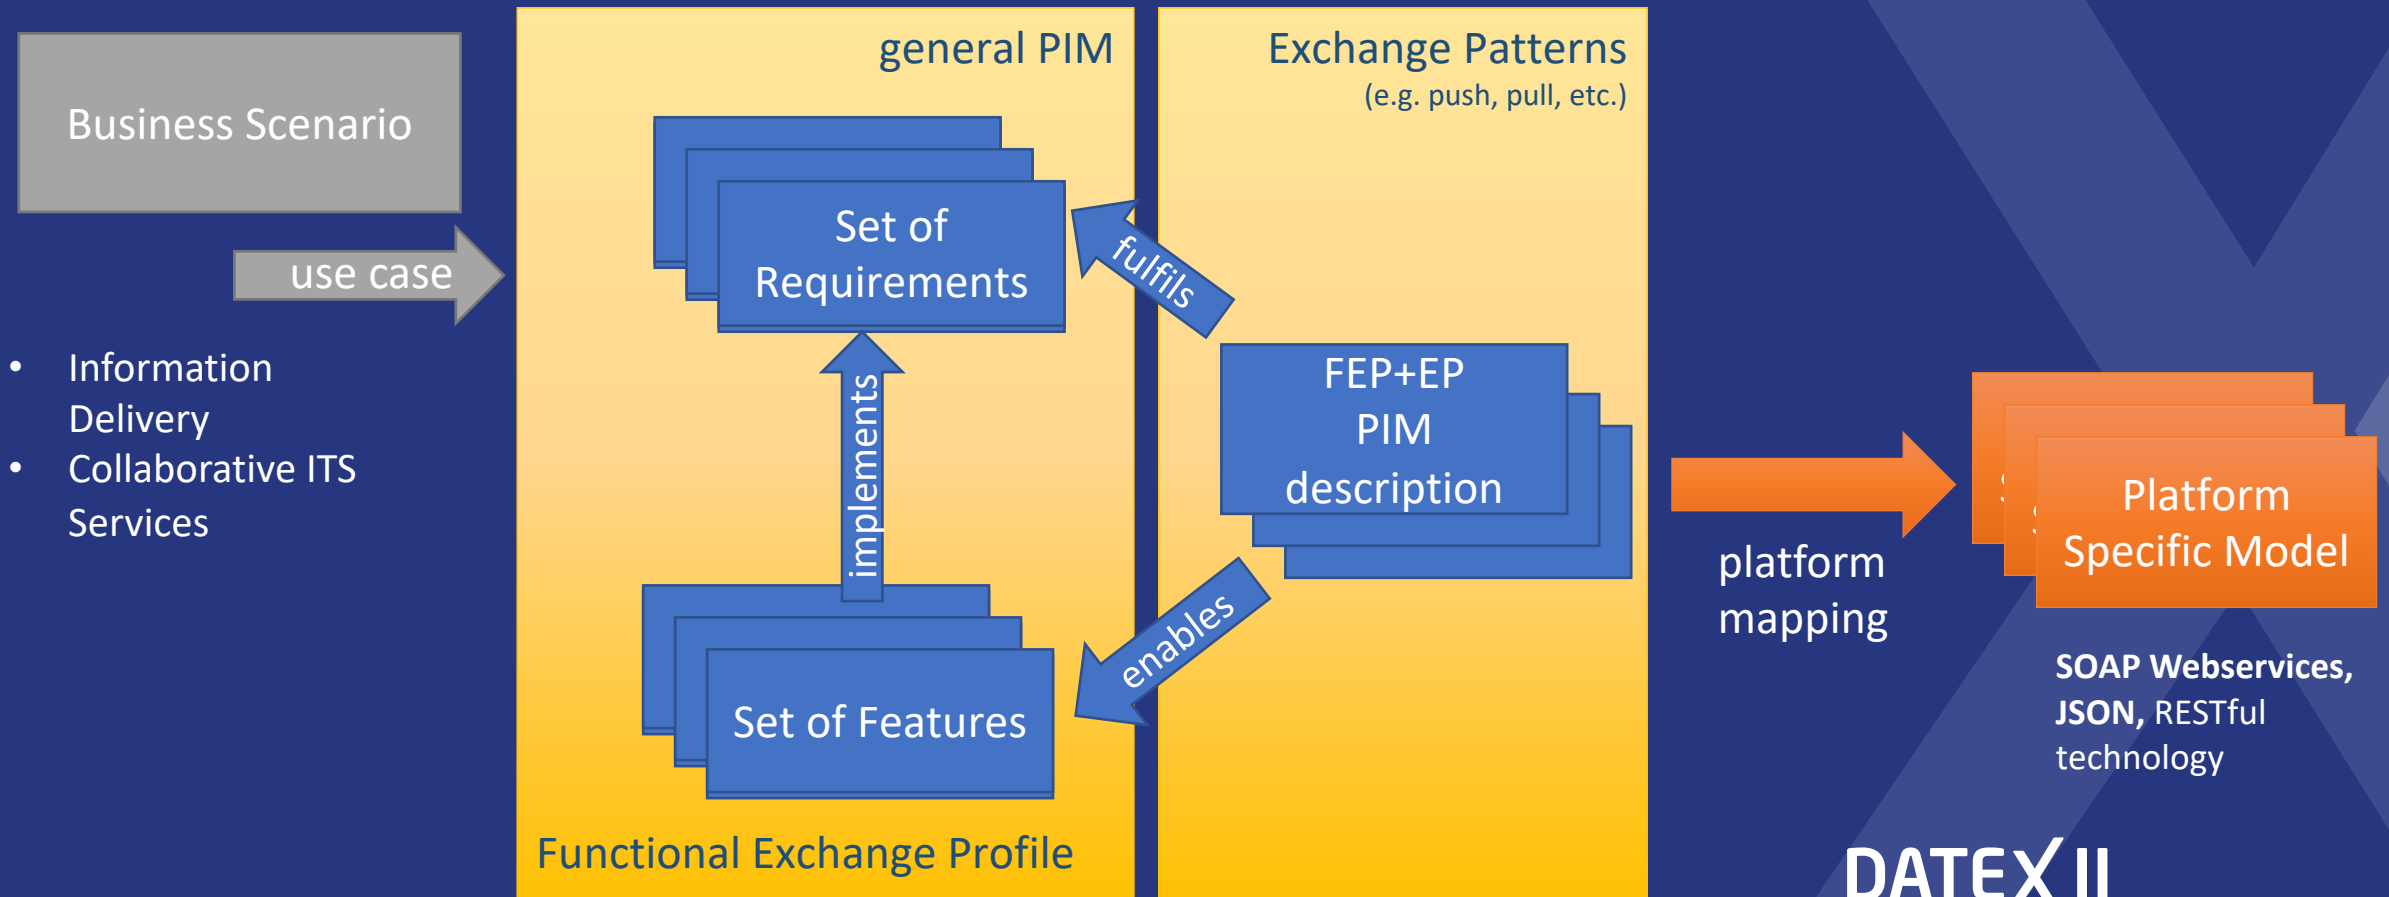 Business Scenario
use case
• Information
Delivery
• Collaborative ITS
Services
general PIM
Set of
Requirements
implements
Set of Features
Functional Exchange Profile
Exchange Patterns
(e.g. push, pull, etc.)
fulfils
FEP+EP
PIM
description
enables
platform
mapping
Platform
Specific Model
SOAP Webservices,
JSON, RESTful
technology
DATEX II